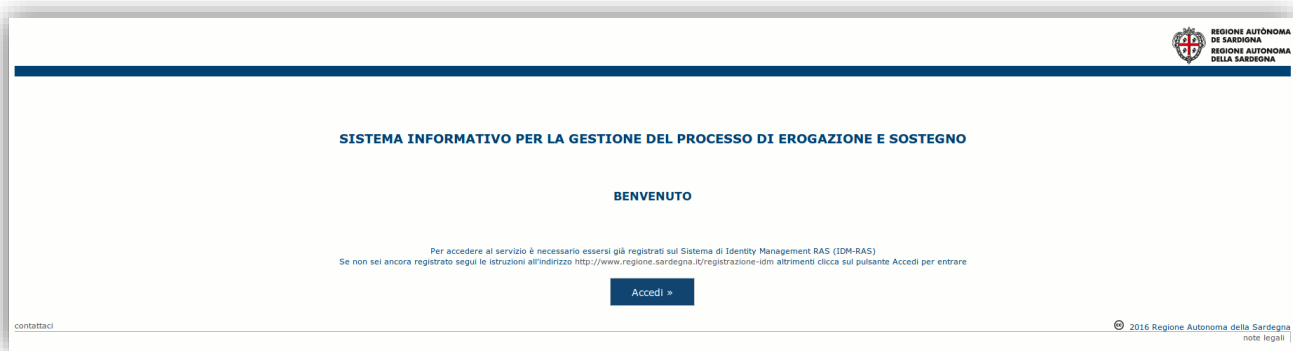 REGIONE AUTÒNOMA
DE SARDIGNA
REGIONE AUTONOMA
DELLA SARDEGNA
SISTEMA INFORMATIVO PER LA GESTIONE DEL PROCESSO DI EROGAZIONE E SOSTEGNO
BENVENUTO
Per accedere al servizio è necessario essersi già registrati sul Sistema di Identity Management RAS (IDM-RAS)
Se non sei ancora registrato segui le istruzioni all'indirizzo http://www.regione.sardegna.it/registrazione-idm altrimenti clicca sul pulsante Accedi per entrare
Accedi »
contattaci
2016 Regione Autonoma della Sardegna
note legali |